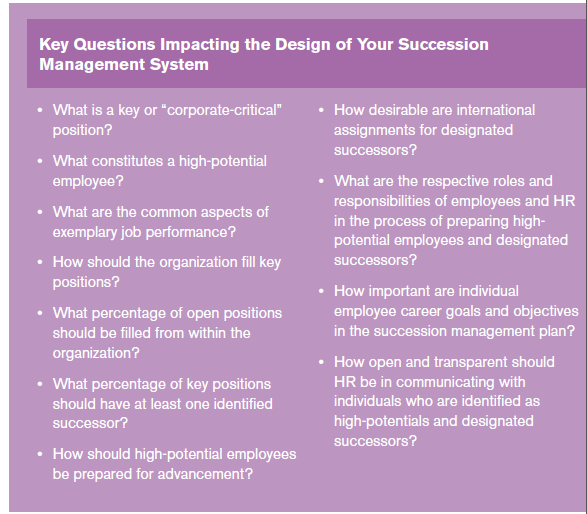 Key Questions Impacting the Design of Your Succession
Management System
• What is a key or “corporate-critical”
position?
• What constitutes a high-potential
employee?
• What are the common aspects of
exemplary job performance?
• How should the organization fill key
positions?
• What percentage of open positions
should be filled from within the
organization?
• What percentage of key positions
should have at least one identified
successor?
• How should high-potential employees
be prepared for advancement?
• How desirable are international
assignments for designated
successors?
• What are the respective roles and
responsibilities of employees and HR
in the process of preparing high-
potential employees and designated
successors?
• How important are individual
employee career goals and objectives
in the succession management plan?
• How open and transparent should
HR be in communicating with
individuals who are identified as
high-potentials and designated
successors?